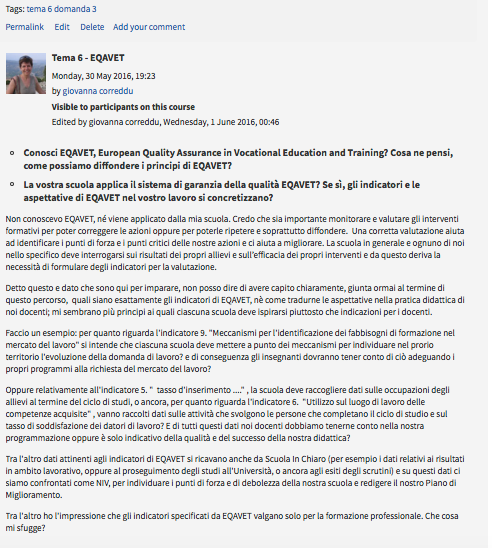 Tags: tema 6 domanda 3
Permalink Edit Delete Add your comment
Tema 6 - EQAVET
Monday, 30 May 2016, 19:23
by giovanna correddu
Visible to participants on this course
Edited by giovanna correddu, Wednesday, 1 June 2016, 00:46
Conosci EQAVET, European Quality Assurance in Vocational Education and Training? Cosa ne pensi,
come possiamo diffondere i principi di EQAVET?
La vostra scuola applica il sistema di garanzia della qualità EQAVET? Se sì, gli indicatori e le
aspettative di EQAVET nel vostro lavoro si concretizzano?
Non conoscevo EQAVET, né viene applicato dalla mia scuola. Credo che sia importante monitorare e valutare gli interventi
formativi per poter correggere le azioni oppure per poterle ripetere e soprattutto diffondere. Una corretta valutazione aiuta
ad identificare i punti di forza e i punti critici delle nostre azioni e ci aiuta a migliorare. La scuola in generale e ognuno di noi
nello specifico deve interrogarsi sui risultati dei propri allievi e sull'efficacia dei propri interventi e da questo deriva la
necessità di formulare degli indicatori per la valutazione.
Detto questo e dato che sono qui per imparare, non posso dire di avere capito chiaramente, giunta ormai al termine di
questo percorso, quali siano esattamente gli indicatori di EQAVET, nè come tradurne le aspettative nella pratica didattica di
noi docenti; mi sembrano più principi ai quali ciascuna scuola deve ispirarsi piuttosto che indicazioni per i docenti.
Faccio un esempio: per quanto riguarda l'indicatore 9. "Meccanismi per l'identificazione dei fabbisogni di formazione nel
mercato del lavoro" si intende che ciascuna scuola deve mettere a punto dei meccanismi per individuare nel prorio
territorio l'evoluzione della domanda di lavoro? e di conseguenza gli insegnanti dovranno tener conto di ciò adeguando i
propri programmi alla richiesta del mercato del lavoro?
Oppure relativamente all'indicatore 5. " tasso d'inserimento ...." , la scuola deve raccogliere dati sulle occupazioni degli
allievi al termine del ciclo di studi, o ancora, per quanto riguarda l'indicatore 6. "Utilizzo sul luogo di lavoro delle
competenze acquisite" , vanno raccolti dati sulle attività che svolgono le persone che completano il ciclo di studio e sul
tasso di soddisfazione dei datori di lavoro? E di tutti questi dati noi docenti dobbiamo tenerne conto nella nostra
programmazione oppure è solo indicativo della qualità e del successo della nostra didattica?
Tra l'altro dati attinenti agli indicatori di EQAVET si ricavano anche da Scuola In Chiaro (per esempio i dati relativi ai risultati
in ambito lavorativo, oppure al proseguimento degli studi all'Università, o ancora agli esiti degli scrutini) e su questi dati ci
siamo confrontati come NIV, per individuare i punti di forza e di debolezza della nostra scuola e redigere il nostro Piano di
Miglioramento.
Tra l'altro ho l'impressione che gli indicatori specificati da EQAVET valgano solo per la formazione professionale. Che cosa
mi sfugge?